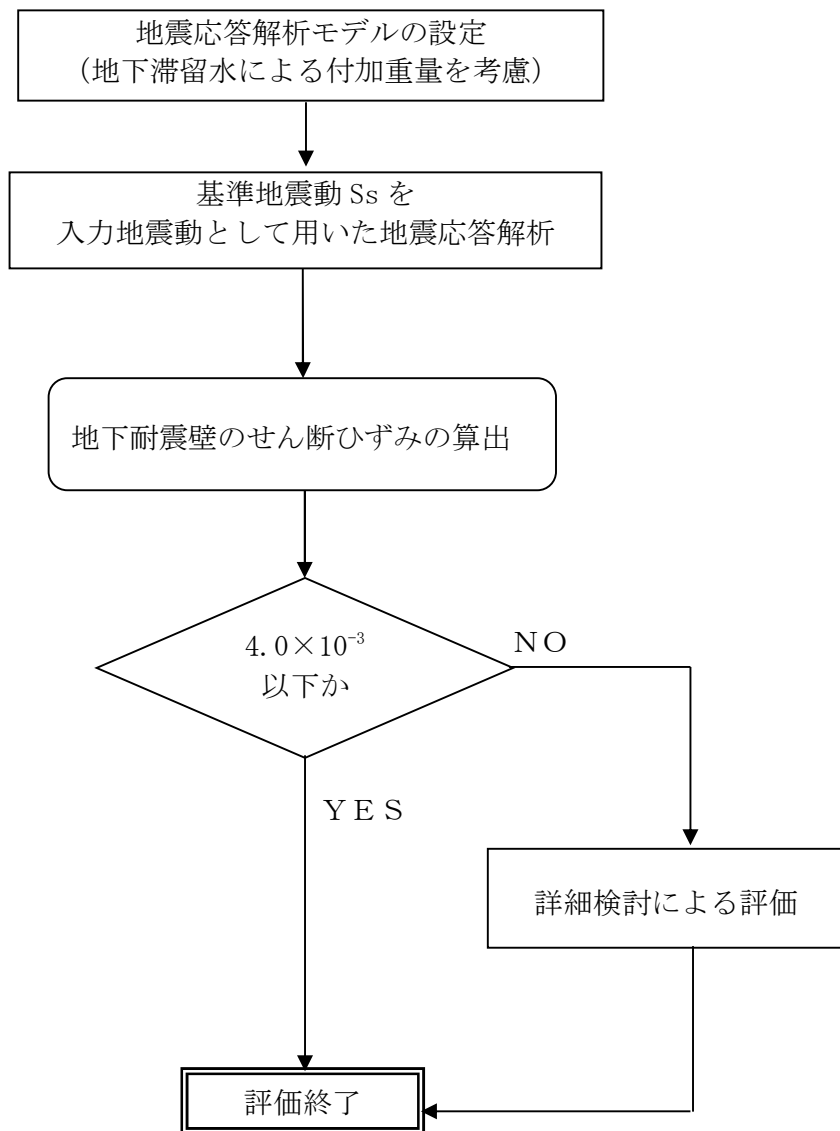 地震応答解析モデルの設定
（地下滞留水による付加重量を考慮）
基準地震動 Ss を
入力地震動として用いた地震応答解析
地下耐震壁のせん断ひずみの算出
4.0×10⁻³
以下か
ＮＯ
ＹＥＳ
詳細検討による評価
評価終了